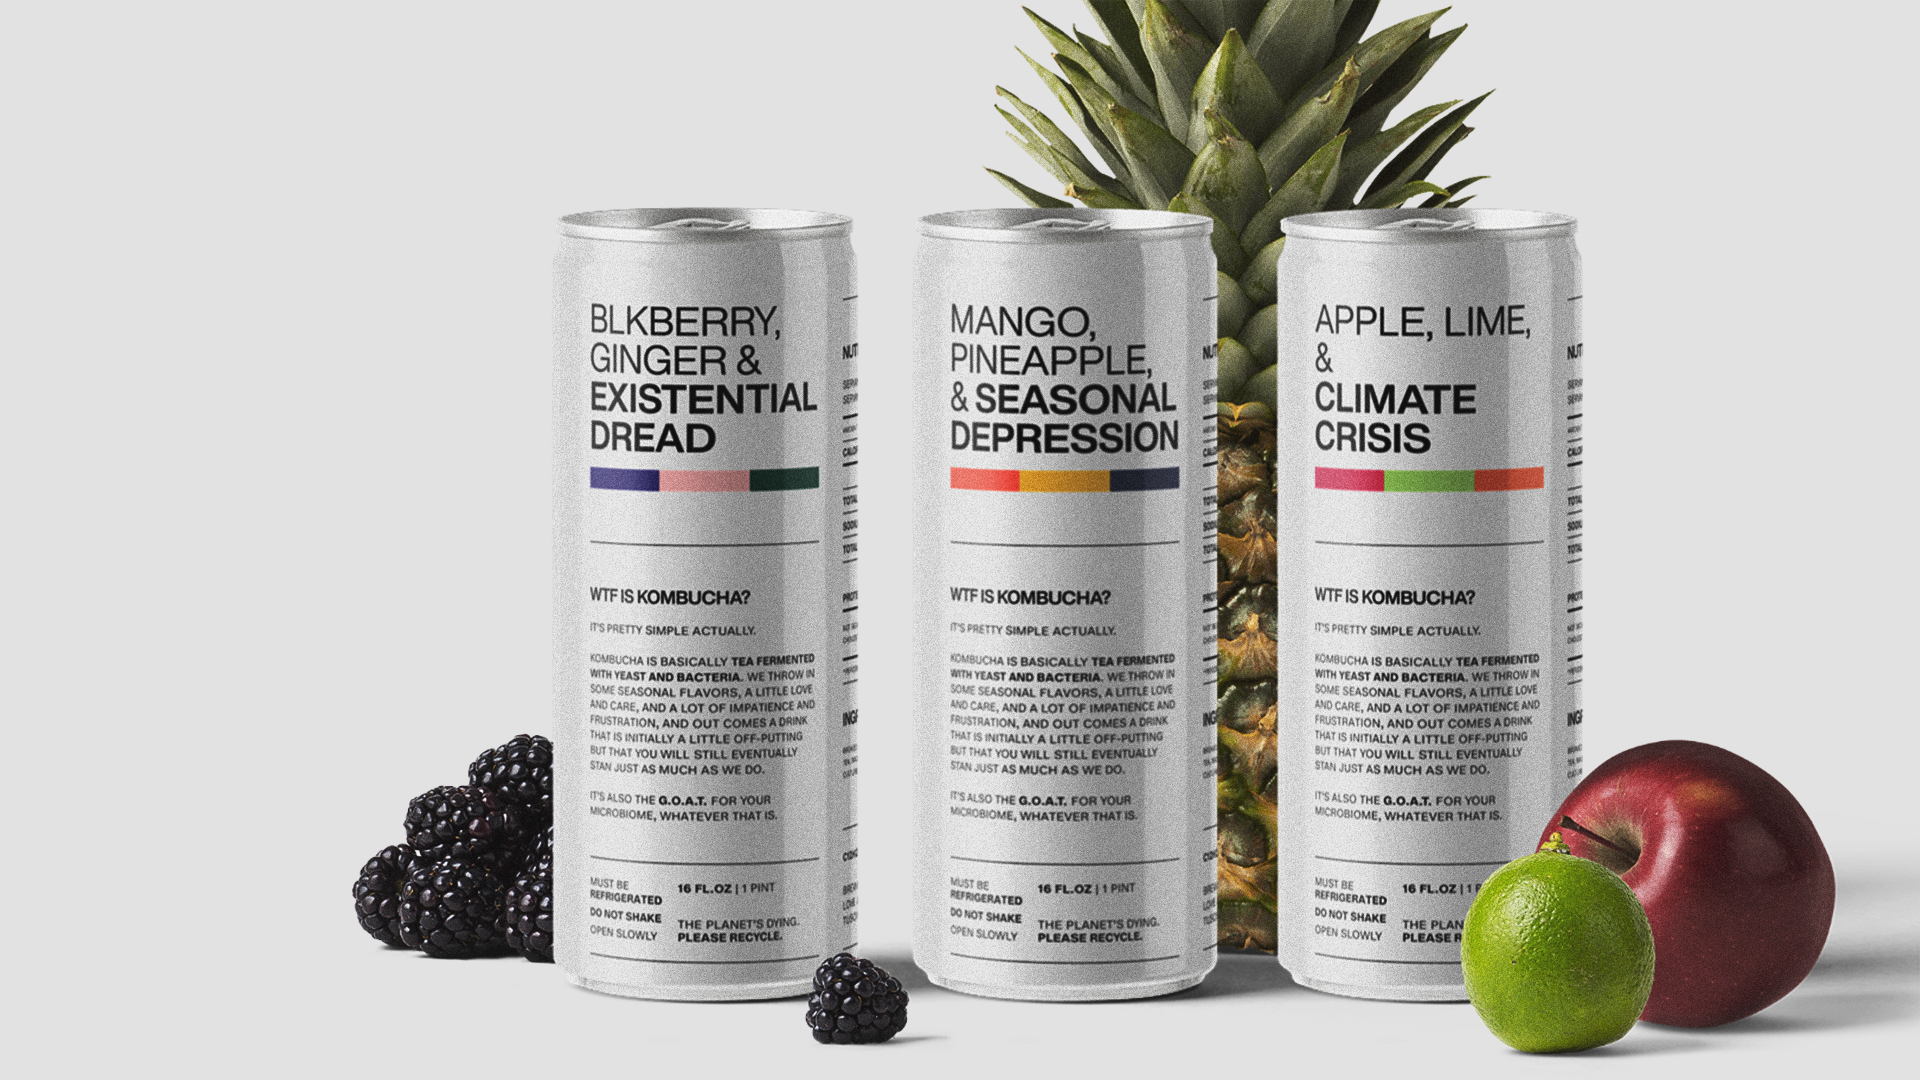 BLKBERRY,
GINGER &
EXISTENTIAL
DREAD
WTF IS KOMBUCHA?
IT'S PRETTY SIMPLE ACTUALLY.
KOMBUCHA IS BASICALLY TEA FERMENTED
WITH YEAST AND BACTERIA. WE THROW IN
SOME SEASONAL FLAVORS, A LITTLE LOVE
AND CARE, AND A LOT OF IMPATIENCE AND
FRUSTRATION, AND OUT COMES A DRINK
THAT IS INITIALLY A LITTLE OFF-PUTTING
BUT THAT YOU WILL STILL EVENTUALLY
STAN JUST AS MUCH AS WE DO.
IT'S ALSO THE G.O.A.T. FOR YOUR
MICROBIOME, WHATEVER THAT IS.
MUST BE
REFRIGERATED
DO NOT SHAKE
OPEN SLOWLY
16 FL.OZ | 1 PINT
THE PLANET'S DYING.
PLEASE RECYCLE.
MANGO,
PINEAPPLE,
& SEASONAL
DEPRESSION
WTF IS KOMBUCHA?
IT'S PRETTY SIMPLE ACTUALLY.
KOMBUCHA IS BASICALLY TEA FERMENTED
WITH YEAST AND BACTERIA. WE THROW IN
SOME SEASONAL FLAVORS, A LITTLE LOVE
AND CARE, AND A LOT OF IMPATIENCE AND
FRUSTRATION, AND OUT COMES A DRINK
THAT IS INITIALLY A LITTLE OFF-PUTTING
BUT THAT YOU WILL STILL EVENTUALLY
STAN JUST AS MUCH AS WE DO.
IT'S ALSO THE G.O.A.T. FOR YOUR
MICROBIOME, WHATEVER THAT IS.
MUST BE
REFRIGERATED
DO NOT SHAKE
OPEN SLOWLY
16 FL.OZ | 1 PINT
THE PLANET'S DYING.
PLEASE RECYCLE.
APPLE, LIME,
&
CLIMATE
CRISIS
WTF IS KOMBUCHA?
IT'S PRETTY SIMPLE ACTUALLY.
KOMBUCHA IS BASICALLY TEA FERMENTED
WITH YEAST AND BACTERIA. WE THROW IN
SOME SEASONAL FLAVORS, A LITTLE LOVE
AND CARE, AND A LOT OF IMPATIENCE AND
FRUSTRATION, AND OUT COMES A DRINK
THAT IS INITIALLY A LITTLE OFF-PUTTING
BUT THAT YOU WILL STILL EVENTUALLY
STAN JUST AS MUCH AS WE DO.
IT'S ALSO THE G.O.A.T. FOR YOUR
MICROBIOME, WHATEVER THAT IS.
MUST BE
REFRIGERATED
DO NOT SHAKE
OPEN SLOWLY
16 FL.OZ | 1 P
THE PLAN
PLEASE R